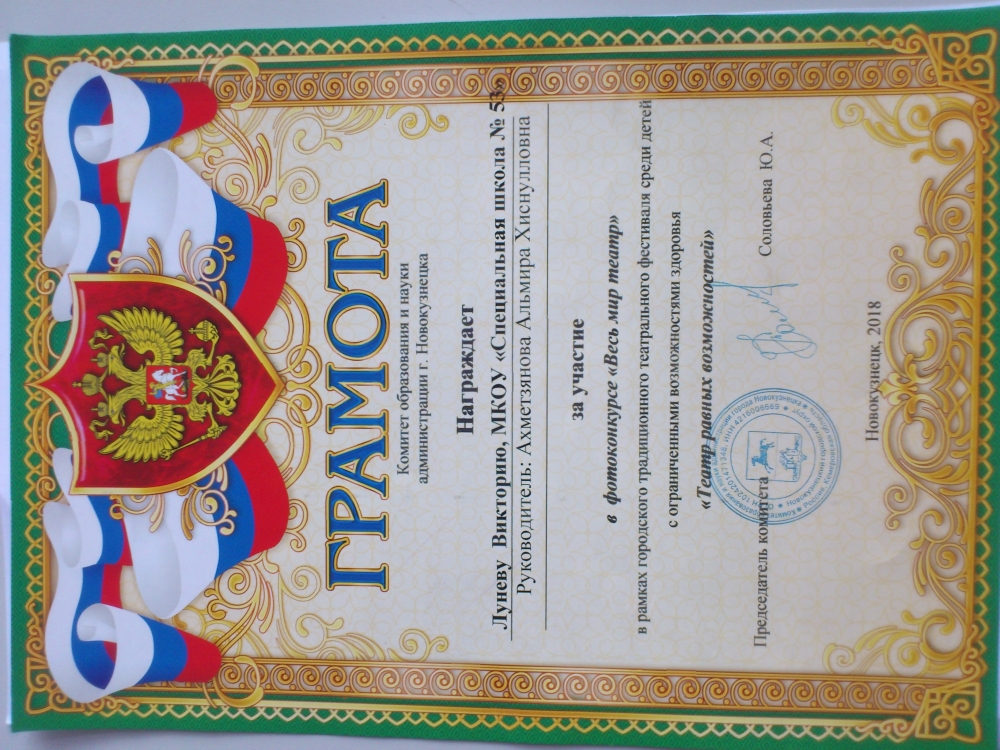 ГРАМОТА
Комитет образования и науки
администрации г. Новокузнецка
Награждает
Луневу Викторию, МКОУ «Специальная школа № 53»
Руководитель: Ахметзянова Альмира Хиснулловна
за участие
в фотоконкурсе «Весь мир театр»
в рамках городского традиционного театрального фестиваля среди детей
с ограниченными возможностями здоровья
«Театр равных возможностей»
Председатель комитета Соловьева Ю.А.
Новокузнецк, 2018